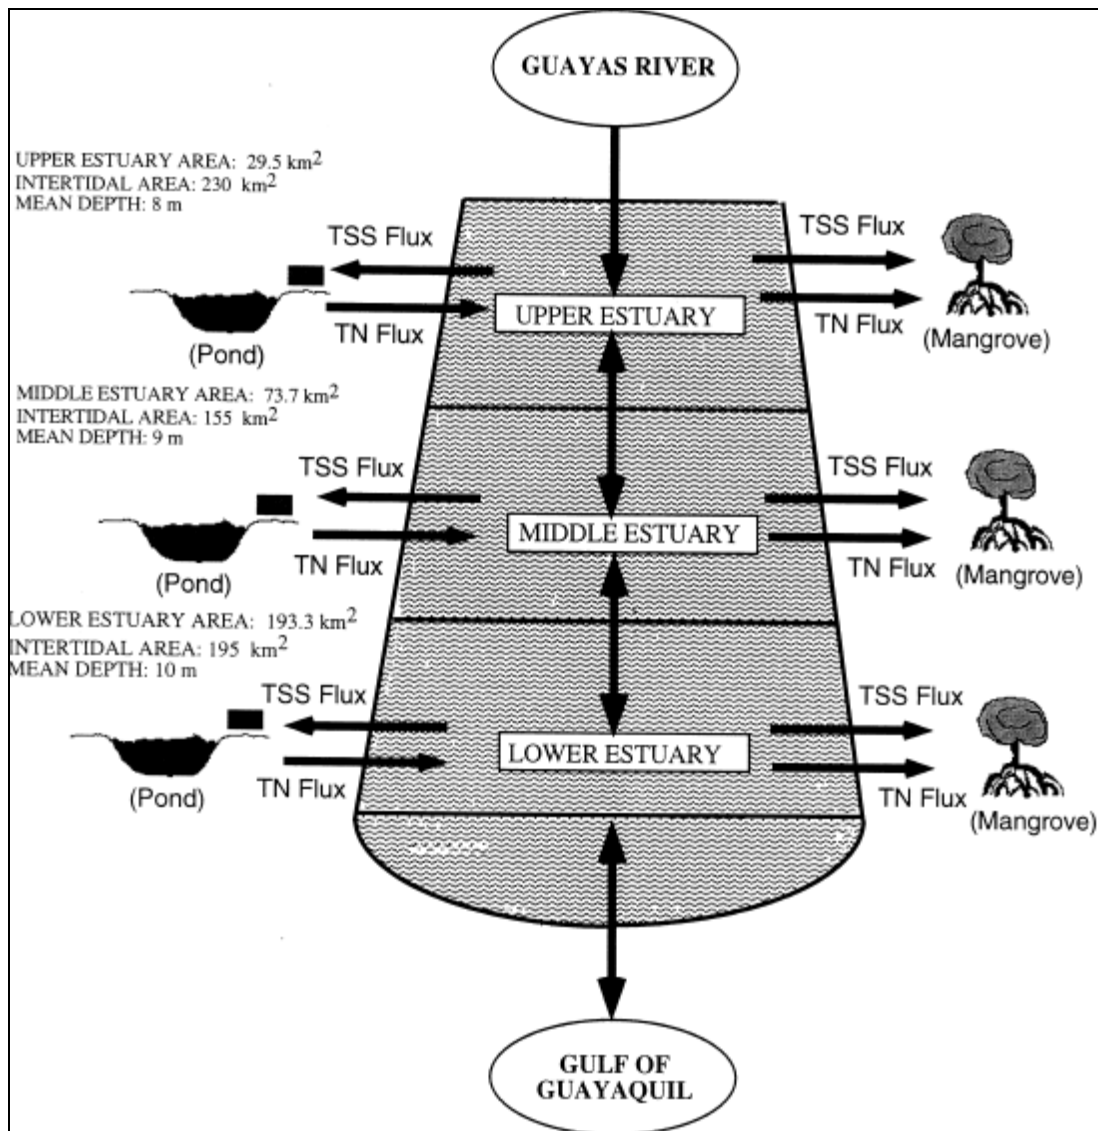 GUAYAS RIVER
UPPER ESTUARY AREA: 29.5 km2
INTERTIDAL AREA: 230 km2
MEAN DEPTH: 8 m
TSS Flux
TN Flux
(Pond)
UPPER ESTUARY
TSS Flux
TN Flux
(Mangrove)
MIDDLE ESTUARY AREA: 73.7 km2
INTERTIDAL AREA: 155 km2
MEAN DEPTH: 9 m
TSS Flux
TN Flux
(Pond)
MIDDLE ESTUARY
TSS Flux
TN Flux
(Mangrove)
LOWER ESTUARY AREA: 193.3 km2
INTERTIDAL AREA: 195 km2
MEAN DEPTH: 10 m
TSS Flux
TN Flux
(Pond)
LOWER ESTUARY
TSS Flux
TN Flux
(Mangrove)
GULF OF
GUAYAQUIL